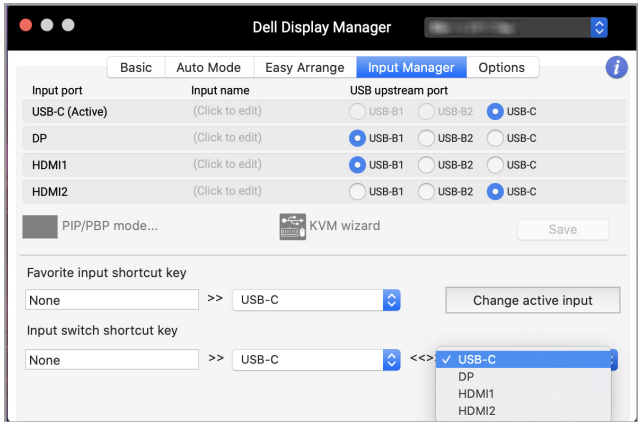 Dell Display Manager
Basic Auto Mode Easy Arrange Input Manager Options i
Input port Input name USB upstream port
USB-C (Active) (Click to edit) USB-B1 USB-B2 USB-C
DP (Click to edit) USB-B1 USB-B2 USB-C
HDMI1 (Click to edit) USB-B1 USB-B2 USB-C
HDMI2 (Click to edit) USB-B1 USB-B2 USB-C
PIP/PBP mode... KVM wizard Save
Favorite input shortcut key
None >> USB-C Change active input
Input switch shortcut key
None >> USB-C <<>> ✓ USB-C
DP
HDMI1
HDMI2